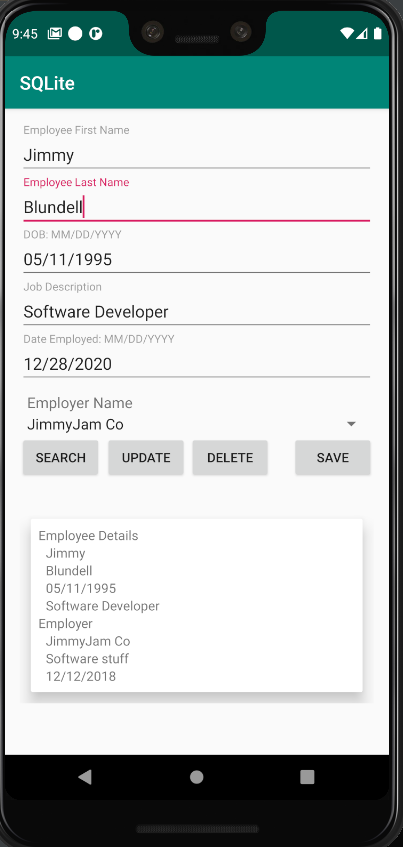 9:45
SQLite
Employee First Name
Jimmy
Employee Last Name
Blundell
DOB: MM/DD/YYYY
05/11/1995
Job Description
Software Developer
Date Employed: MM/DD/YYYY
12/28/2020
Employer Name
JimmyJam Co
SEARCH UPDATE DELETE SAVE
Employee Details
Jimmy
Blundell
05/11/1995
Software Developer
Employer
JimmyJam Co
Software stuff
12/12/2018